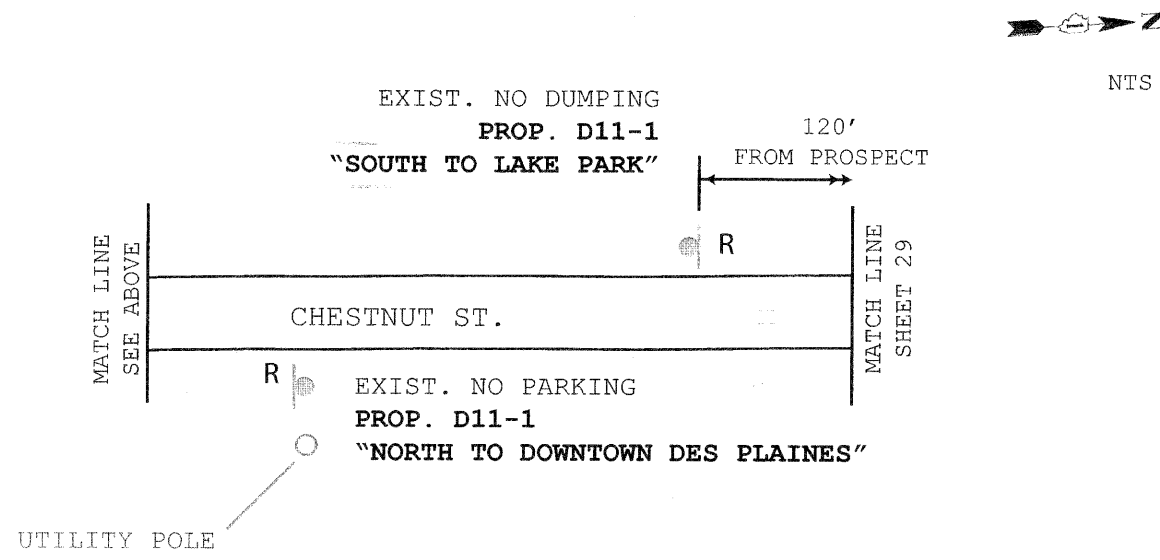 Z
NTS
EXIST. NO DUMPING
PROP. D11-1
"SOUTH TO LAKE PARK"
120'
FROM PROSPECT
R
MATCH LINE
SEE ABOVE
CHESTNUT ST.
MATCH LINE
SHEET 29
R
EXIST. NO PARKING
PROP. D11-1
"NORTH TO DOWNTOWN DES PLAINES"
UTILITY POLE